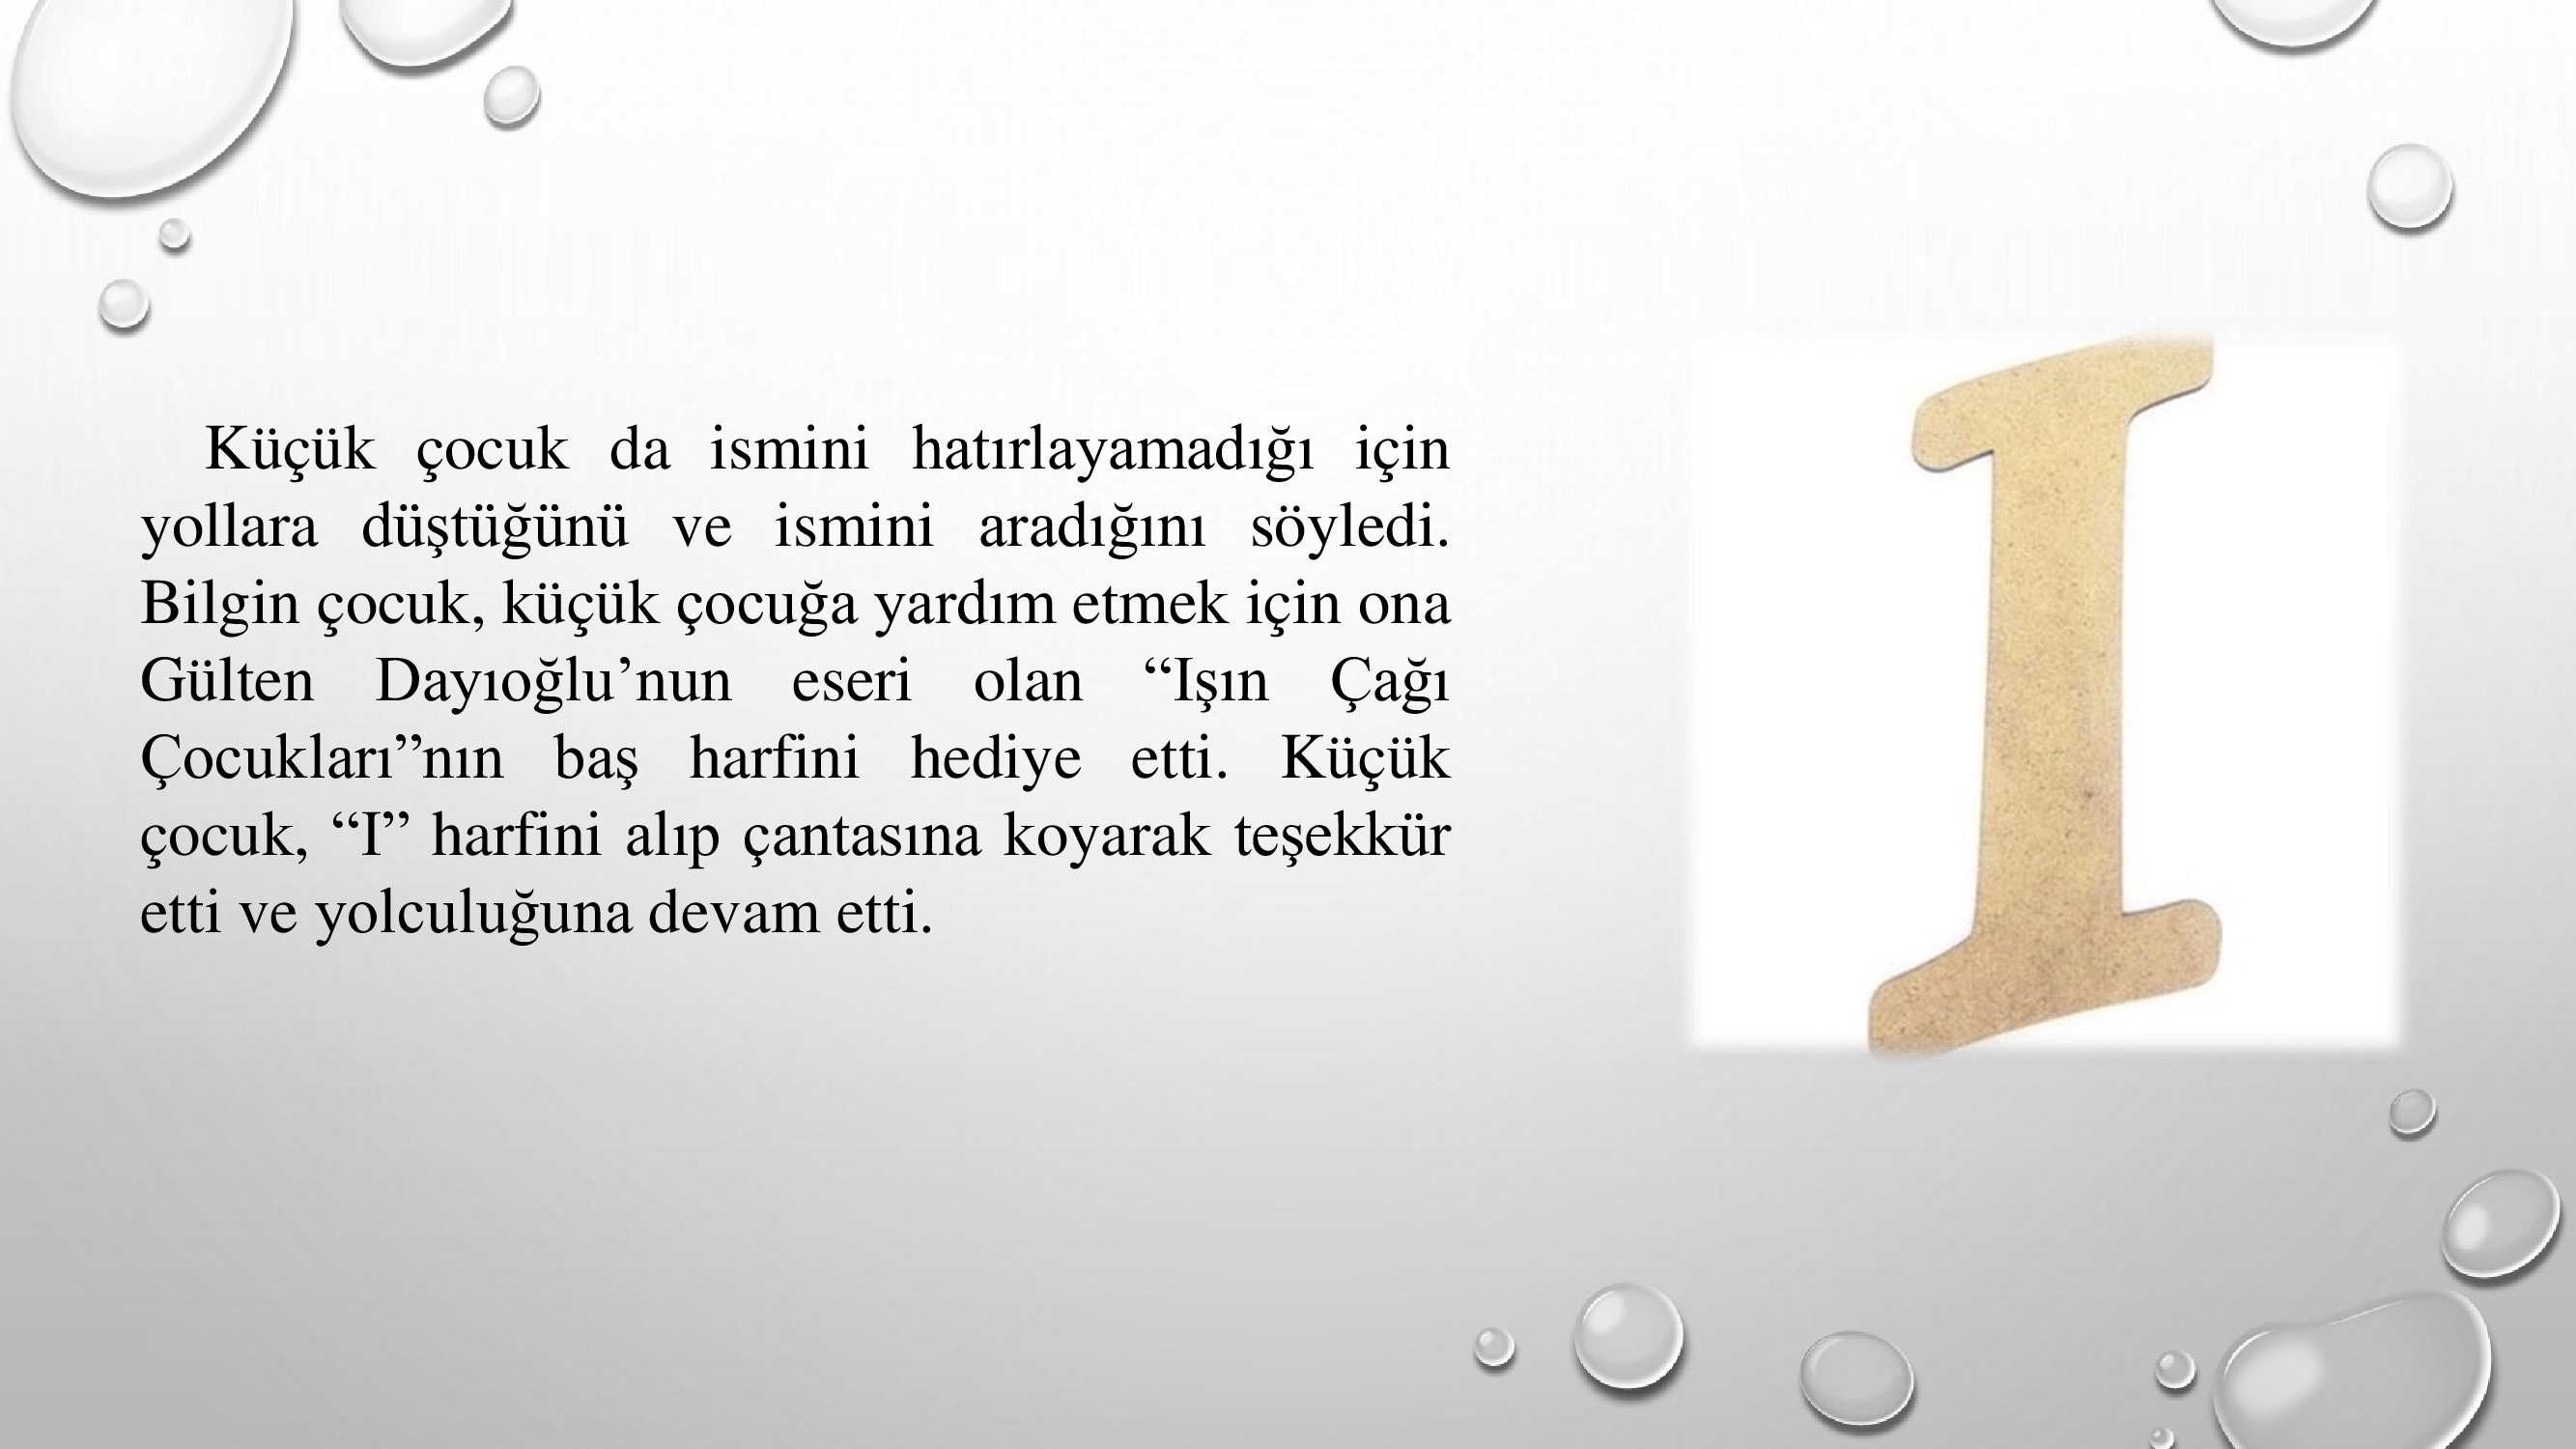 Küçük çocuk da ismini hatırlayamadığı için
yollara düştüğünü ve ismini aradığını söyledi.
Bilgin çocuk, küçük çocuğa yardım etmek için ona
Gülten Dayıoğlu’nun eseri olan “Işın Çağı
Çocukları”nın baş harfini hediye etti. Küçük
çocuk, “I” harfini alıp çantasına koyarak teşekkür
etti ve yolculuğuna devam etti.
I